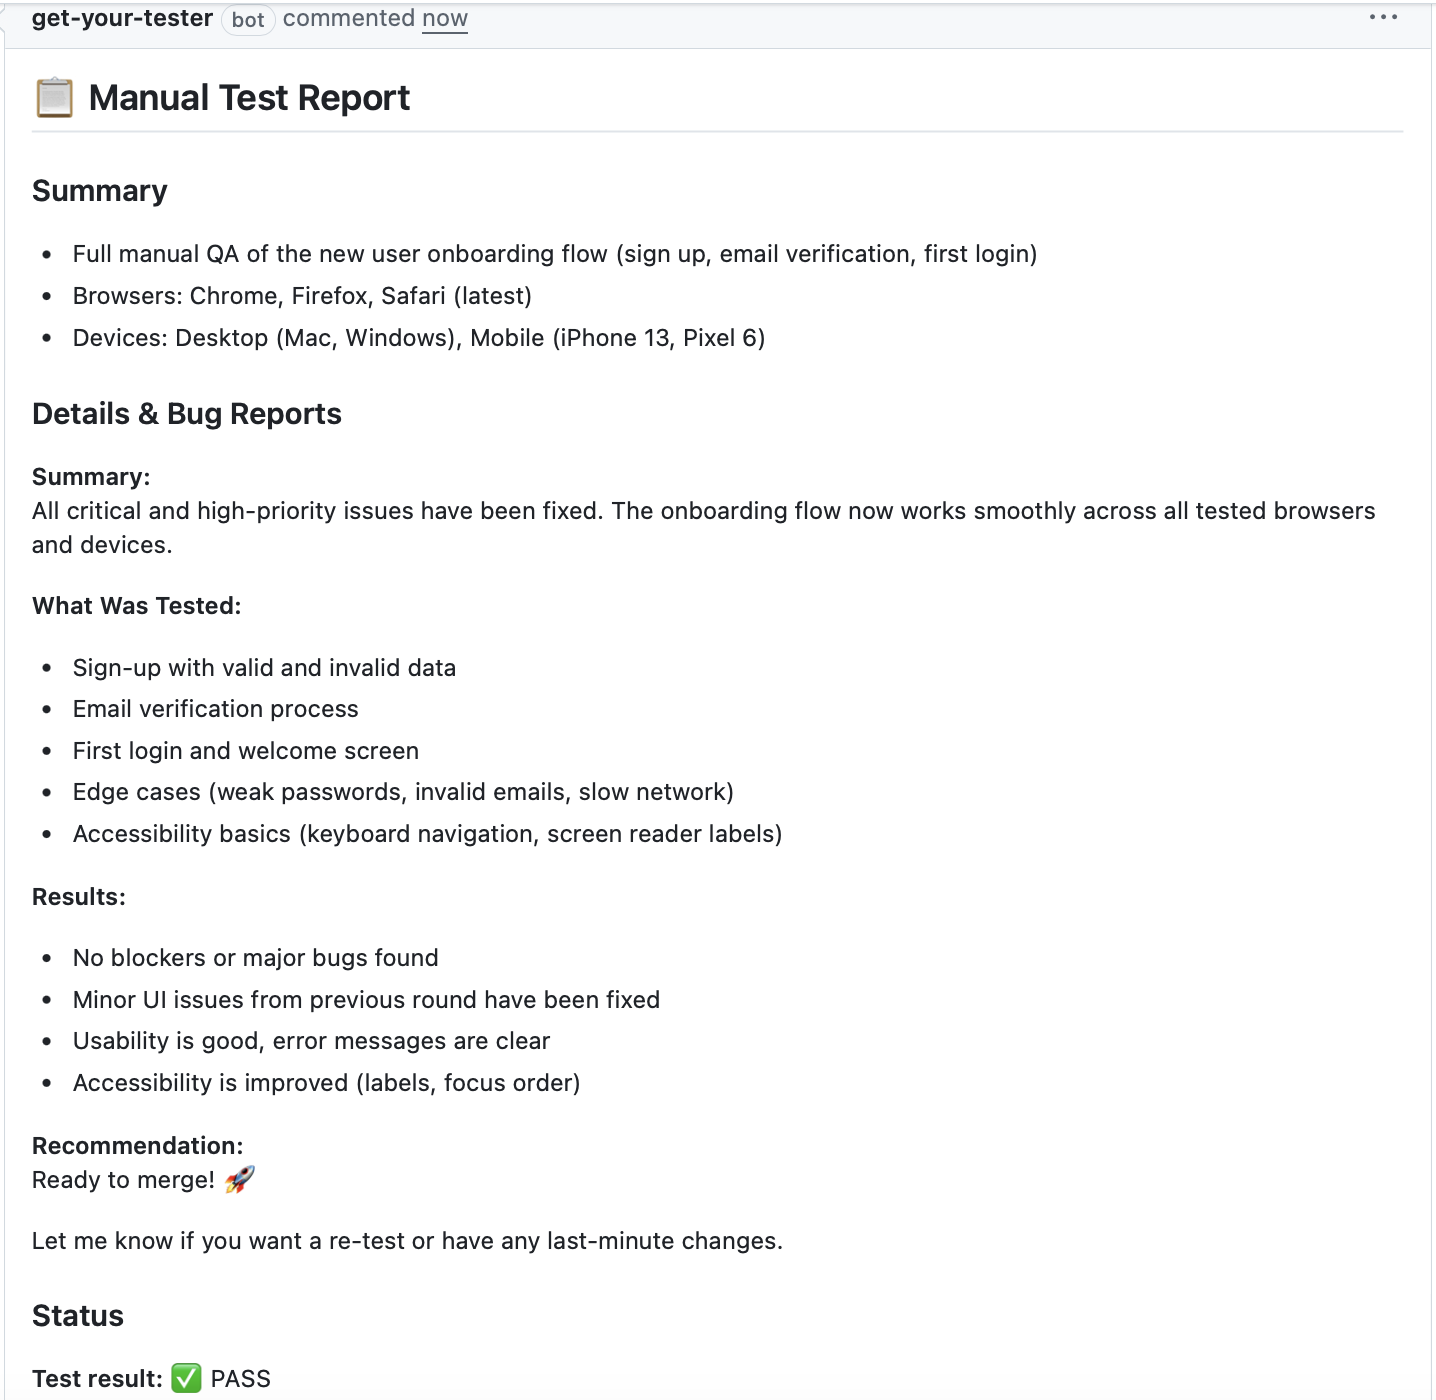 get-your-tester bot commented now
Manual Test Report
Summary
• Full manual QA of the new user onboarding flow (sign up, email verification, first login)
• Browsers: Chrome, Firefox, Safari (latest)
• Devices: Desktop (Mac, Windows), Mobile (iPhone 13, Pixel 6)
Details & Bug Reports
Summary:
All critical and high-priority issues have been fixed. The onboarding flow now works smoothly across all tested browsers
and devices.
What Was Tested:
• Sign-up with valid and invalid data
• Email verification process
• First login and welcome screen
• Edge cases (weak passwords, invalid emails, slow network)
• Accessibility basics (keyboard navigation, screen reader labels)
Results:
• No blockers or major bugs found
• Minor UI issues from previous round have been fixed
• Usability is good, error messages are clear
• Accessibility is improved (labels, focus order)
Recommendation:
Ready to merge! 🚀
Let me know if you want a re-test or have any last-minute changes.
Status
Test result: ✅ PASS